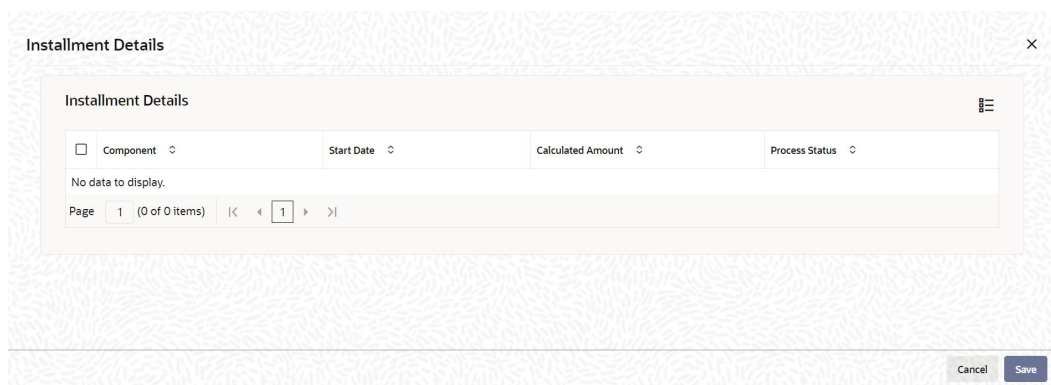 Installment Details
Installment Details
Component Start Date Calculated Amount Process Status
No data to display.
Page 1 (0 of 0 items) 1
Cancel Save